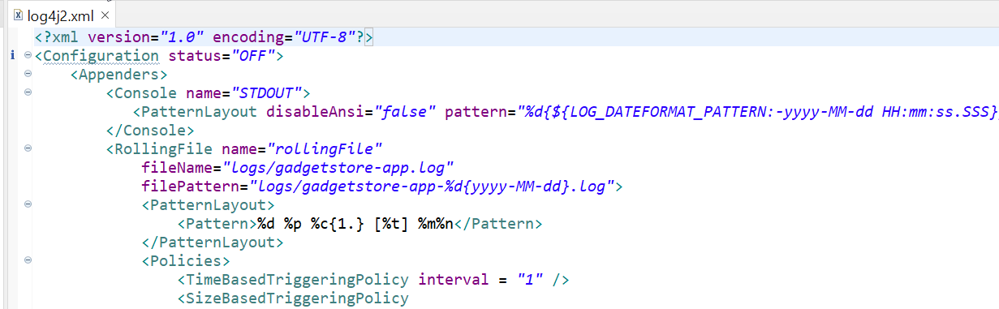 log4j2.xml
<?xml version="1.0" encoding="UTF-8"?>
<Configuration status="OFF">
<Appenders>
<Console name="STDOUT">
<PatternLayout disableAnsi="false" pattern="%d{${LOG_DATEFORMAT_PATTERN:-yyyy-MM-dd HH:mm:ss.SSS}
</Console>
<RollingFile name="rollingFile"
fileName="logs/gadgetstore-app.log"
filePattern="logs/gadgetstore-app-%d{yyyy-MM-dd}.log">
<PatternLayout>
<Pattern>%d %p %c{1.} [%t] %m%n</Pattern>
</PatternLayout>
<Policies>
<TimeBasedTriggeringPolicy interval = "1" />
<SizeBasedTriggeringPolicy